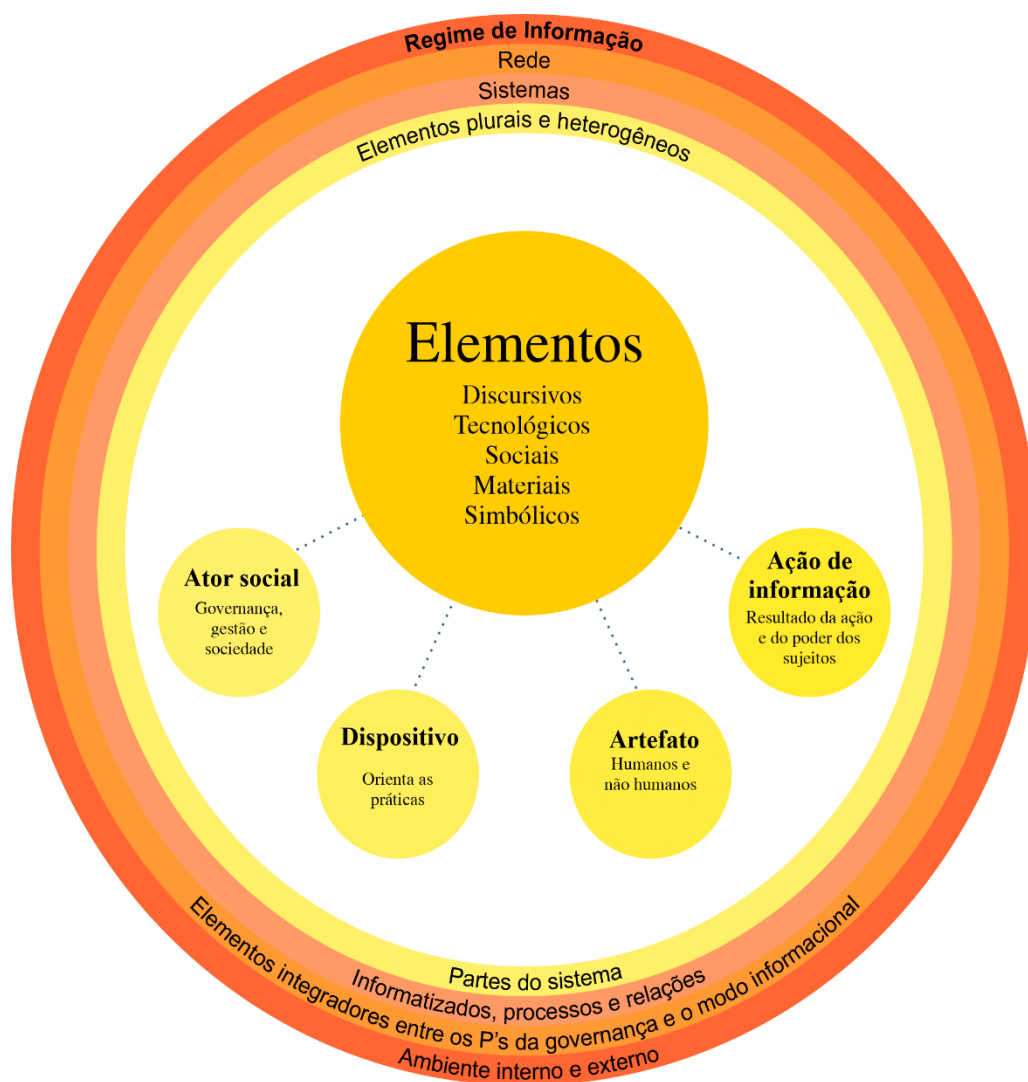 Regime de Informação
Rede
Sistemas
Elementos plurais e heterogêneos
Elementos
Discursivos
Tecnológicos
Sociais
Materiais
Simbólicos
Ator social
Governança,
gestão e
sociedade
Dispositivo
Orienta as
práticas
Artefato
Humanos e
não humanos
Ação de
informação
Resultado da ação
e do poder dos
sujeitos
Partes do sistema
Informatizados, processos e relações
Elementos integradores entre os P's da governança e o modo informacional
Ambiente interno e externo